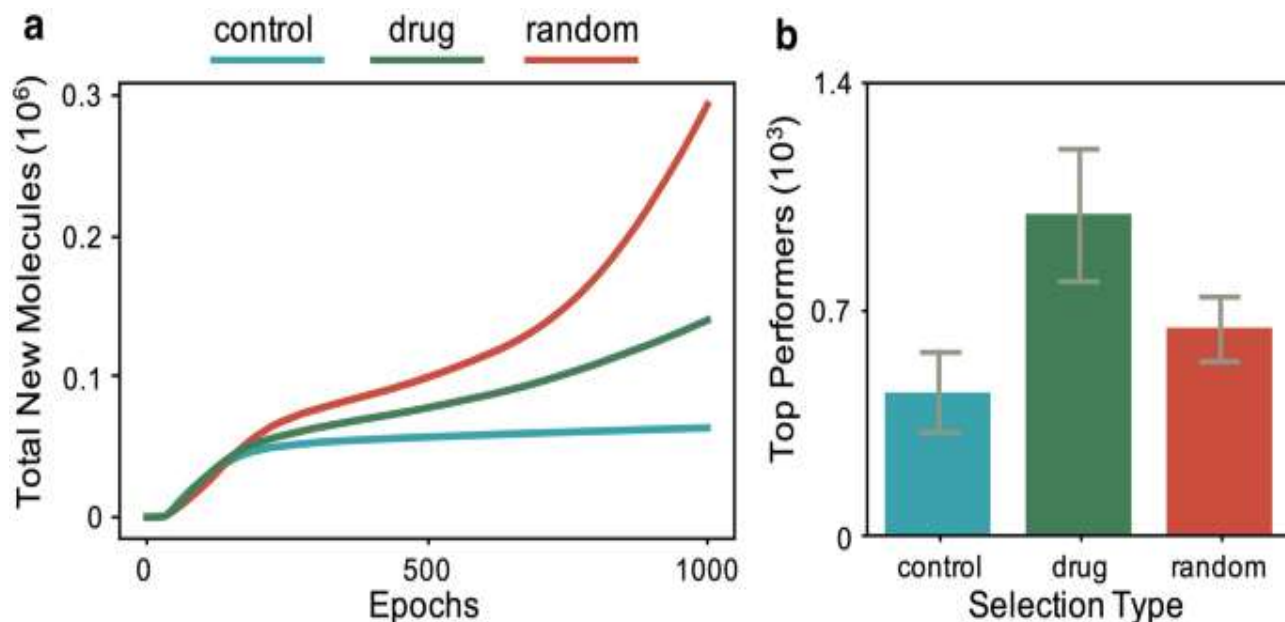 a
control drug random
Total New Molecules (10⁶)
0.3
0.2
0.1
0
0 500 1000
Epochs
b
Top Performers (10³)
1.4
0.7
0
control drug random
Selection Type